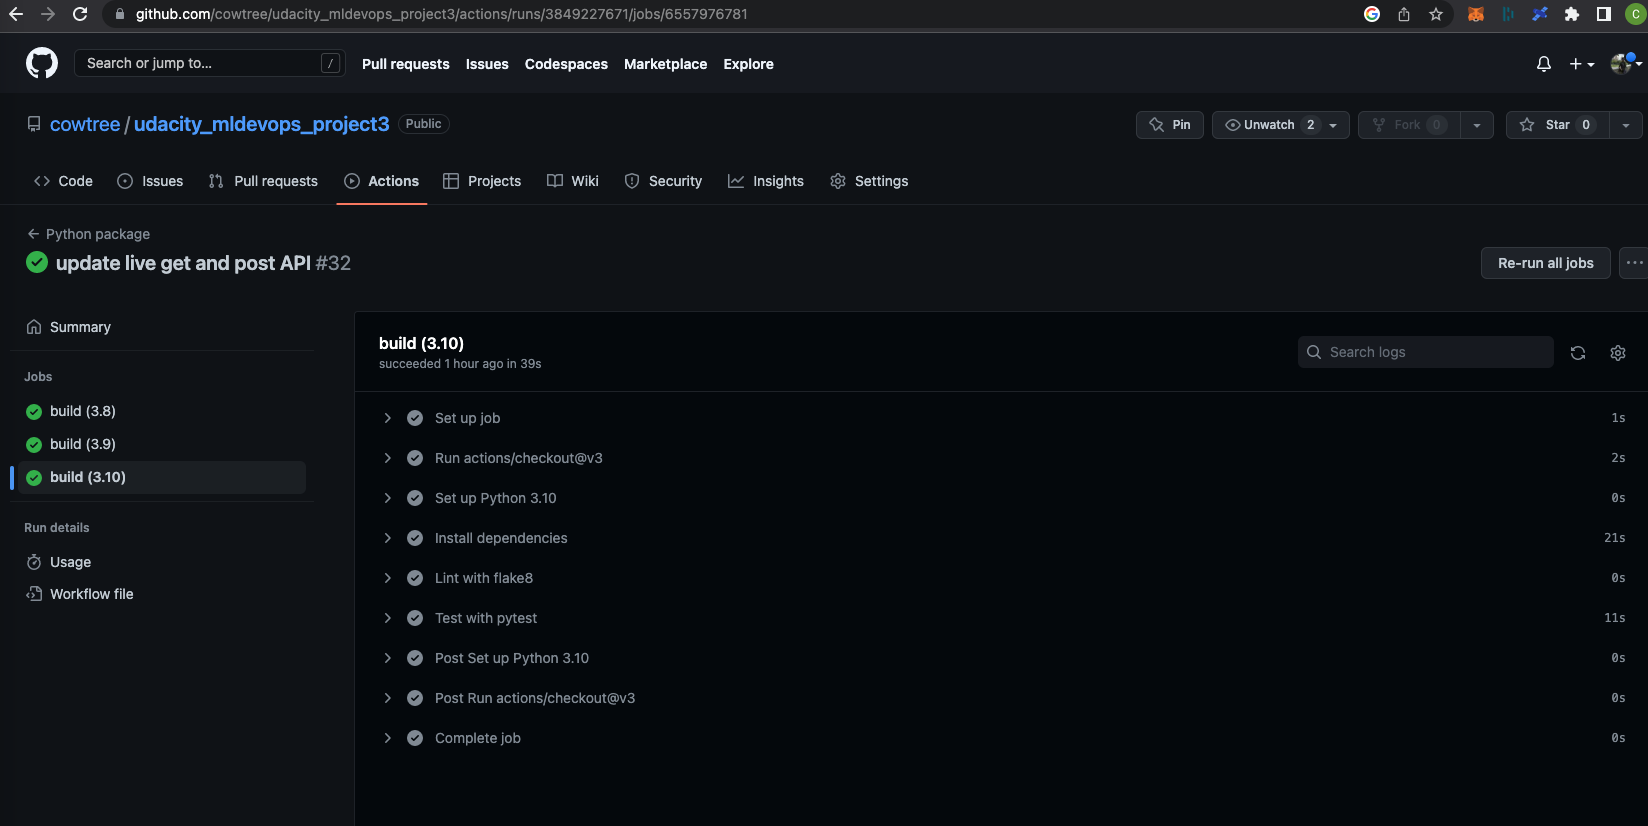 github.com/cowtree/udacity_mldevops_project3/actions/runs/3849227671/jobs/6557976781
C
Search or jump to... /
Pull requests Issues Codespaces Marketplace Explore
cowtree / udacity_mldevops_project3 Public
Pin Unwatch 2 Fork 0 Star 0
Code Issues Pull requests Actions Projects Wiki Security Insights Settings
Python package
update live get and post API #32
Re-run all jobs
Summary
Jobs
build (3.8)
build (3.9)
build (3.10)
Run details
Usage
Workflow file
build (3.10)
succeeded 1 hour ago in 39s
Search logs
Set up job 1s
Run actions/checkout@v3 2s
Set up Python 3.10 0s
Install dependencies 21s
Lint with flake8 0s
Test with pytest 11s
Post Set up Python 3.10 0s
Post Run actions/checkout@v3 0s
Complete job 0s